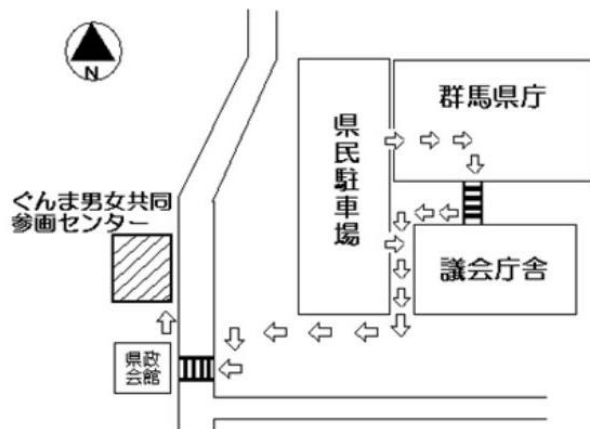 N
群馬県庁
県民駐車場
ぐんま男女共同
参画センター
議会庁舎
県政
会館